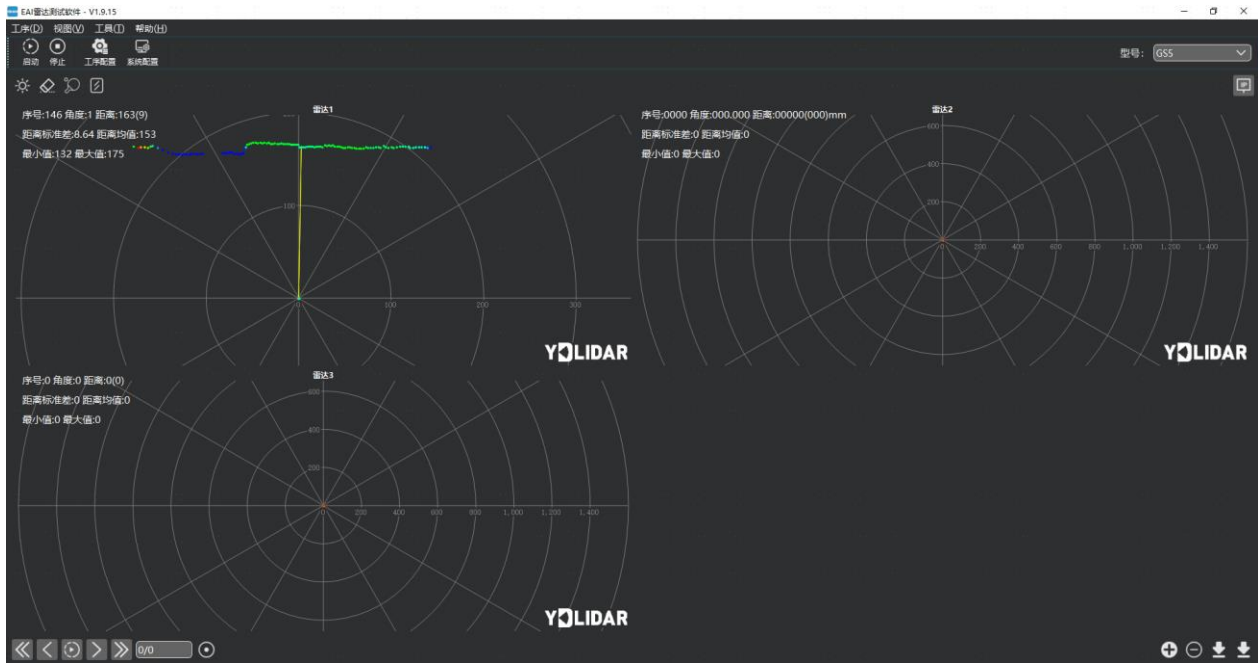 EAI雷达测试软件 - V1.9.15
工序(D) 视图(V) 工具(T) 帮助(H)
启动 停止 工序配置 系统配置
型号: GS5
雷达1
序号:146 角度:1 距离:163(9)
距离标准差:8.64 距离均值:153
最小值:132 最大值:175
100
0 100 200 300
YDLIDAR
雷达2
序号:0000 角度:000.000 距离:00000(000)mm
距离标准差:0 距离均值:0
最小值:0 最大值:0
600
400
200
0 200 400 600 800 1,000 1,200 1,400
YDLIDAR
雷达3
序号:0 角度:0 距离:0(0)
距离标准差:0 距离均值:0
最小值:0 最大值:0
600
400
200
0 200 400 600 800 1,000 1,200 1,400
YDLIDAR
0/0